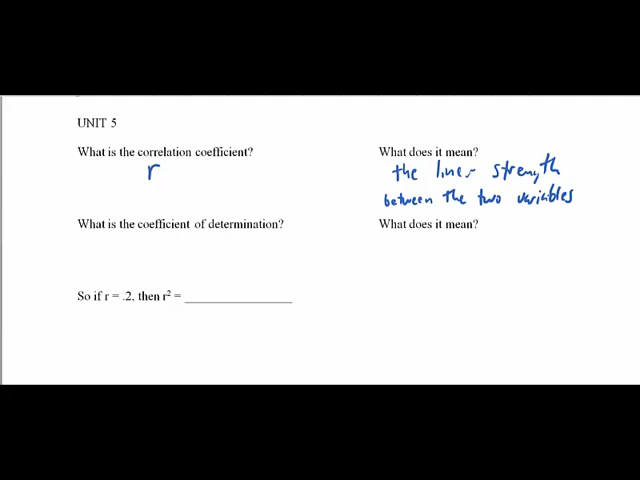 UNIT 5
What is the correlation coefficient? What does it mean?
r the linear strength
between the two variables
What is the coefficient of determination? What does it mean?
So if r = .2, then r² = ____________